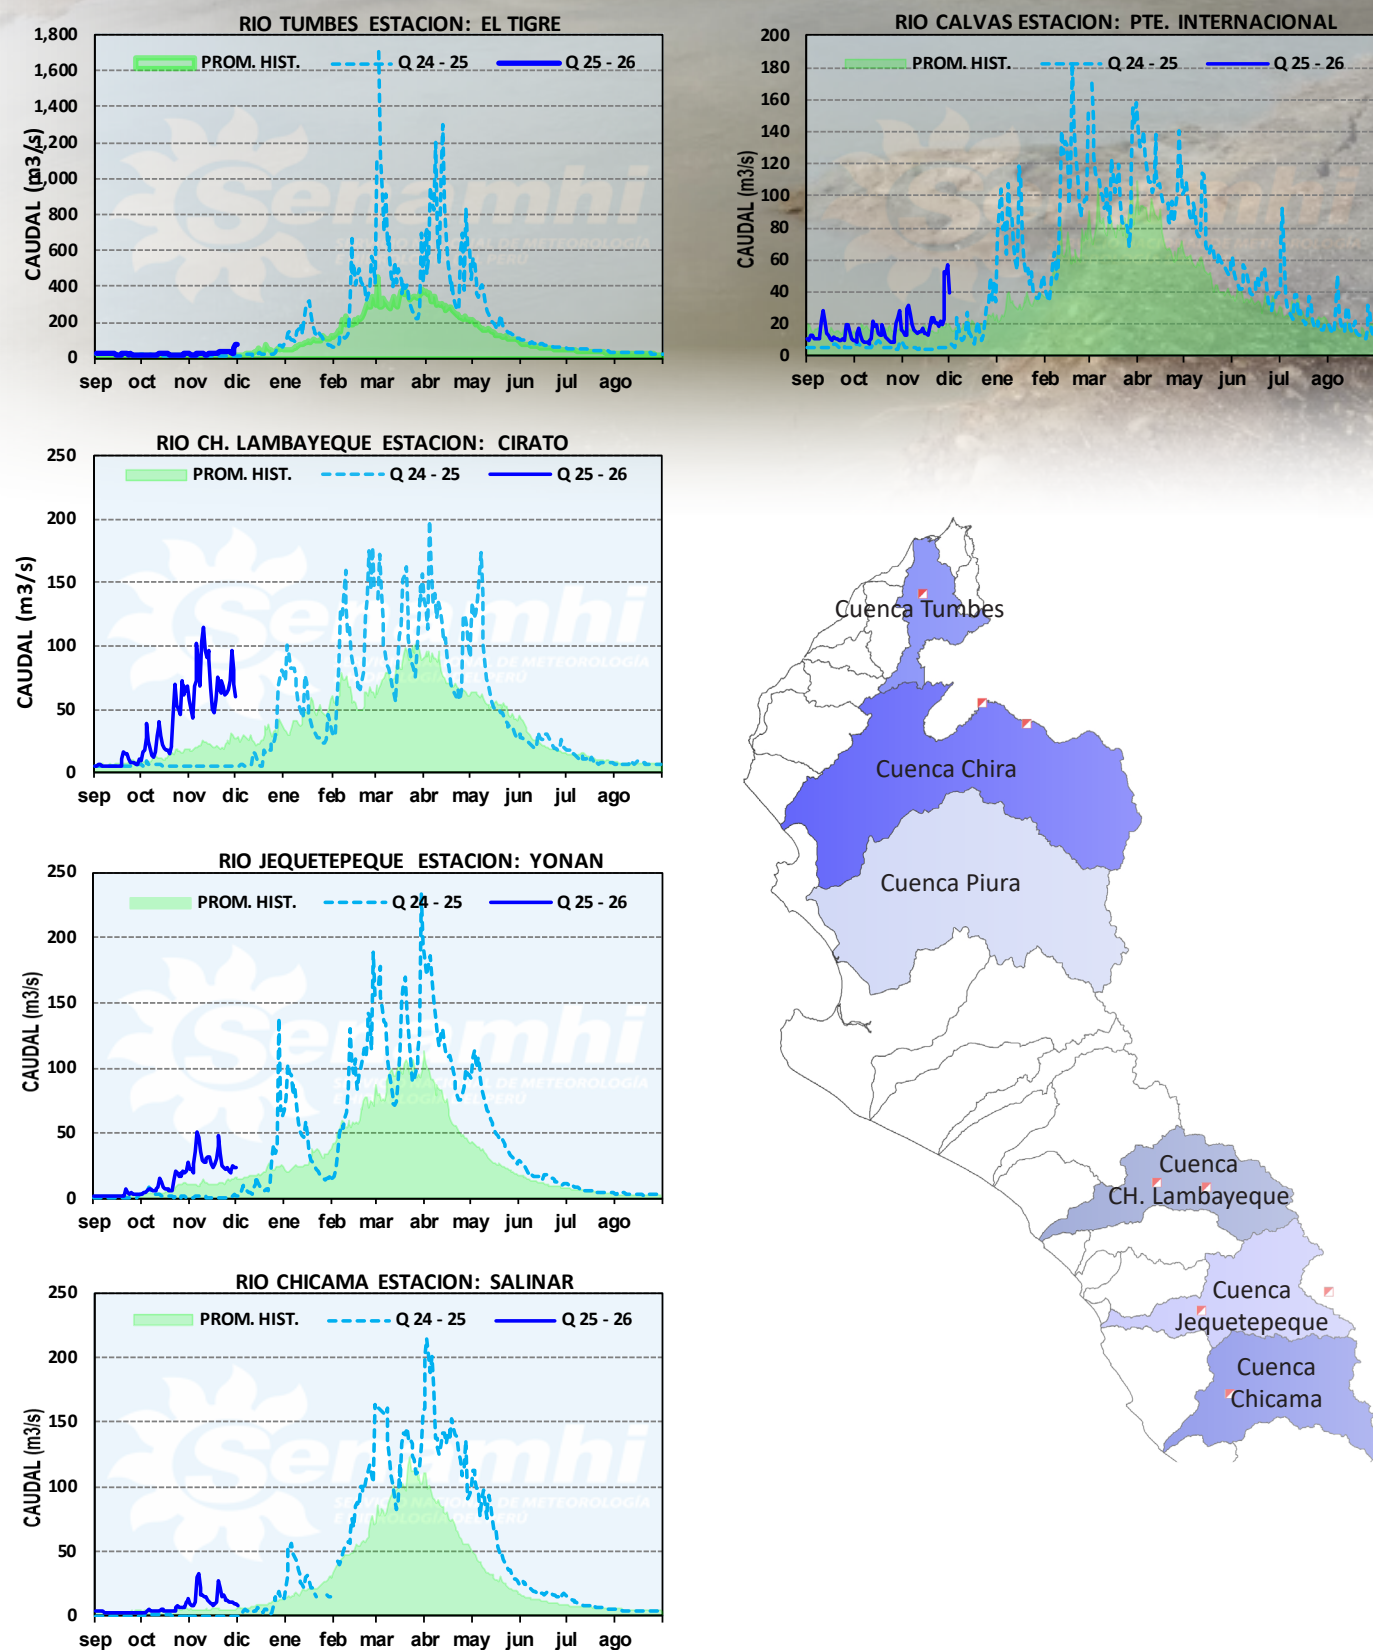 RIO TUMBES ESTACION: EL TIGRE
CAUDAL (m3/s)
1,800
1,600
1,400
1,200
1,000
800
600
400
200
0
PROM. HIST.
Q 24 - 25
Q 25 - 26
Senamhi
sep oct nov dic ene feb mar abr may jun jul ago
RIO CALVAS ESTACION: PTE. INTERNACIONAL
CAUDAL (m3/s)
200
180
160
140
120
100
80
60
40
20
0
PROM. HIST.
Q 24 - 25
Q 25 - 26
sep oct nov dic ene feb mar abr may jun jul ago
RIO CH. LAMBAYEQUE ESTACION: CIRATO
CAUDAL (m3/s)
250
200
150
100
50
0
PROM. HIST.
Q 24 - 25
Q 25 - 26
Senamhi
sep oct nov dic ene feb mar abr may jun jul ago
RIO JEQUETEPEQUE ESTACION: YONAN
CAUDAL (m3/s)
250
200
150
100
50
0
PROM. HIST.
Q 24 - 25
Q 25 - 26
Senamhi
sep oct nov dic ene feb mar abr may jun jul ago
RIO CHICAMA ESTACION: SALINAR
CAUDAL (m3/s)
250
200
150
100
50
0
PROM. HIST.
Q 24 - 25
Q 25 - 26
Senamhi
sep oct nov dic ene feb mar abr may jun jul ago
Cuenca Tumbes
Cuenca Chira
Cuenca Piura
Cuenca
CH. Lambayeque
Cuenca
Jequetepeque
Cuenca
Chicama